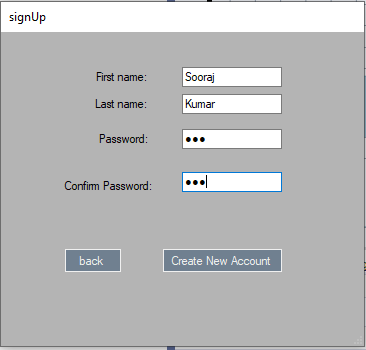 signUp
First name: Sooraj
Last name: Kumar
Password: ●●●
Confirm Password: ●●●
back Create New Account